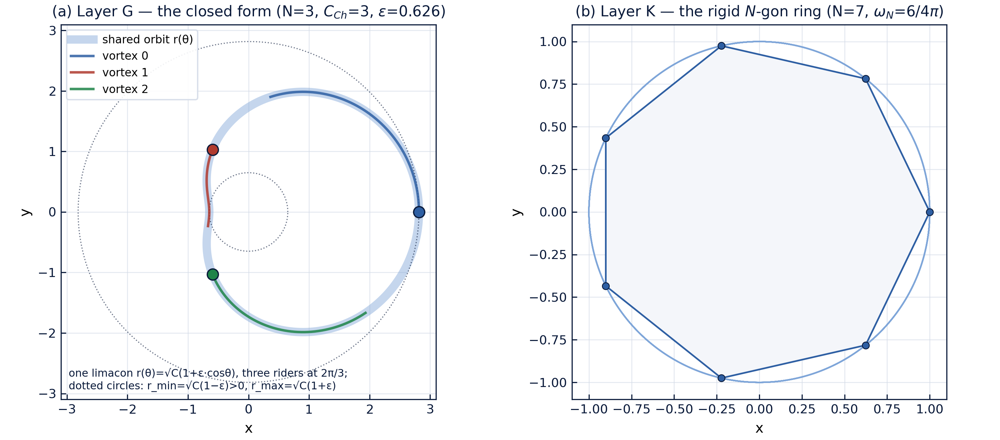 (a) Layer G — the closed form (N=3, C_Ch=3, ε=0.626)
3
2
1
0
−1
−2
−3
y
shared orbit r(θ)
vortex 0
vortex 1
vortex 2
one limacon r(θ)=√C(1+ε·cosθ), three riders at 2π/3;
dotted circles: r_min=√C(1−ε)>0, r_max=√C(1+ε)
−3 −2 −1 0 1 2 3
x
(b) Layer K — the rigid N-gon ring (N=7, ω_N=6/4π)
1.00
0.75
0.50
0.25
0.00
−0.25
−0.50
−0.75
−1.00
y
−1.00 −0.75 −0.50 −0.25 0.00 0.25 0.50 0.75 1.00
x